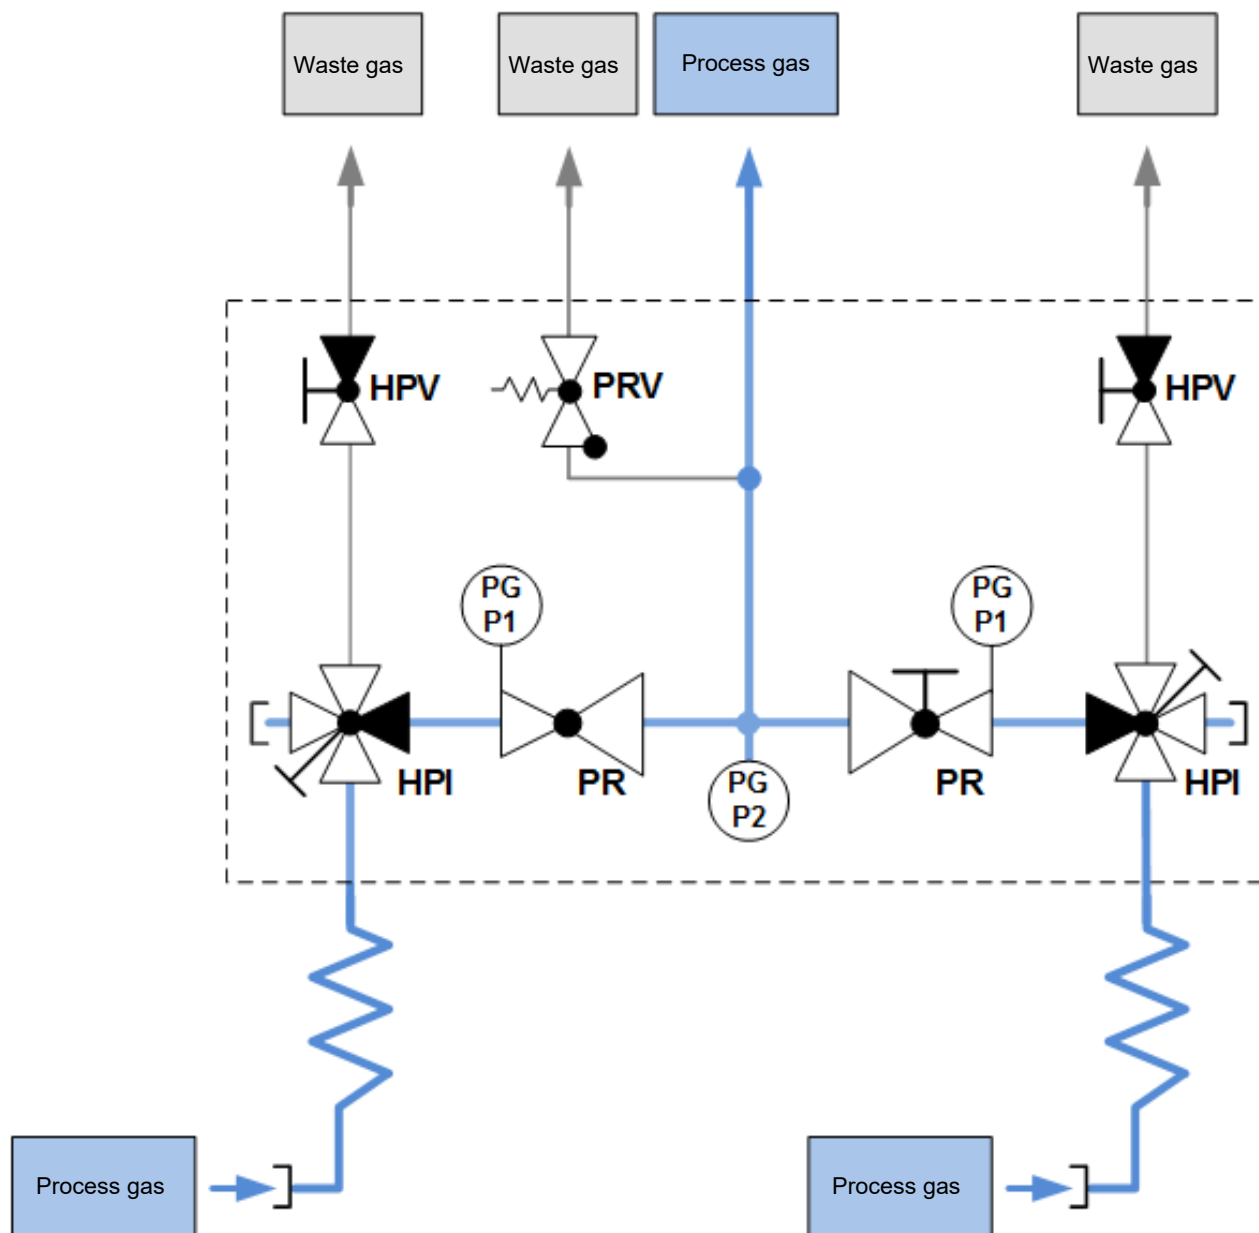 Waste gas
Waste gas
Process gas
Waste gas
HPV
PRV
HPV
PG
P1
PG
P1
HPI
PR
PG
P2
PR
HPI
Process gas
Process gas